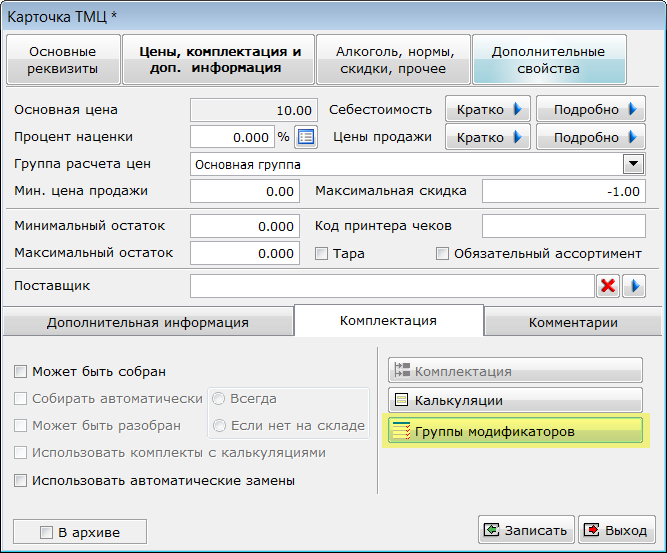 Карточка ТМЦ *
Основные реквизиты
Цены, комплектация и доп. информация
Алкоголь, нормы, скидки, прочее
Дополнительные свойства
Основная цена 10.00 Себестоимость Кратко Подробно
Процент наценки 0.000 % Цены продажи Кратко Подробно
Группа расчета цен Основная группа
Мин. цена продажи 0.00 Максимальная скидка -1.00
Минимальный остаток 0.000 Код принтера чеков
Максимальный остаток 0.000 Тара Обязательный ассортимент
Поставщик
Дополнительная информация Комплектация Комментарии
Может быть собран
Собирать автоматически Всегда
Может быть разобран Если нет на складе
Использовать комплекты с калькуляциями
Использовать автоматические замены
Комплектация
Калькуляции
Группы модификаторов
В архиве Записать Выход